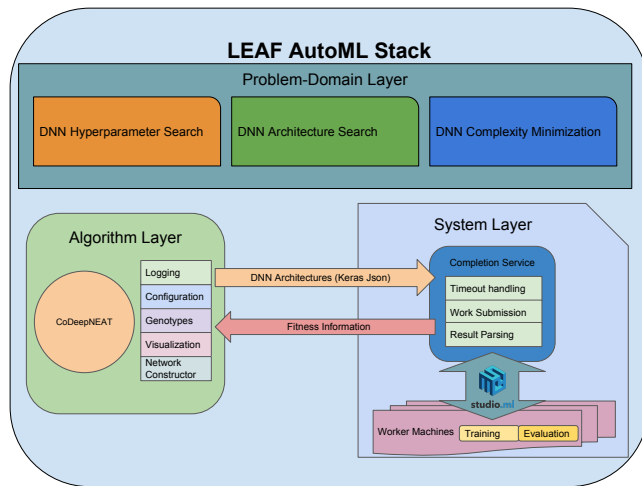 LEAF AutoML Stack
Problem-Domain Layer
DNN Hyperparameter Search
DNN Architecture Search
DNN Complexity Minimization
Algorithm Layer
CoDeepNEAT
Logging
Configuration
Genotypes
Visualization
Network
Constructor
DNN Architectures (Keras Json)
Fitness Information
System Layer
Completion Service
Timeout handling
Work Submission
Result Parsing
studio.ml
Worker Machines
Training
Evaluation